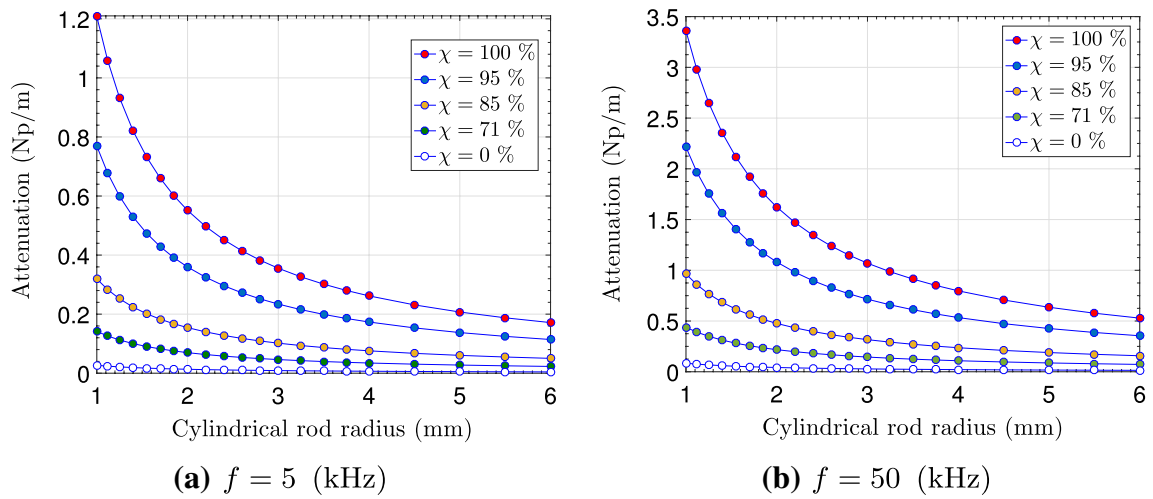 1.2
1
0.8
0.6
0.4
0.2
0
Attenuation (Np/m)
χ = 100 %
χ = 95 %
χ = 85 %
χ = 71 %
χ = 0 %
1 2 3 4 5 6
Cylindrical rod radius (mm)
(a) f = 5 (kHz)
3.5
3
2.5
2
1.5
1
0.5
0
Attenuation (Np/m)
χ = 100 %
χ = 95 %
χ = 85 %
χ = 71 %
χ = 0 %
1 2 3 4 5 6
Cylindrical rod radius (mm)
(b) f = 50 (kHz)